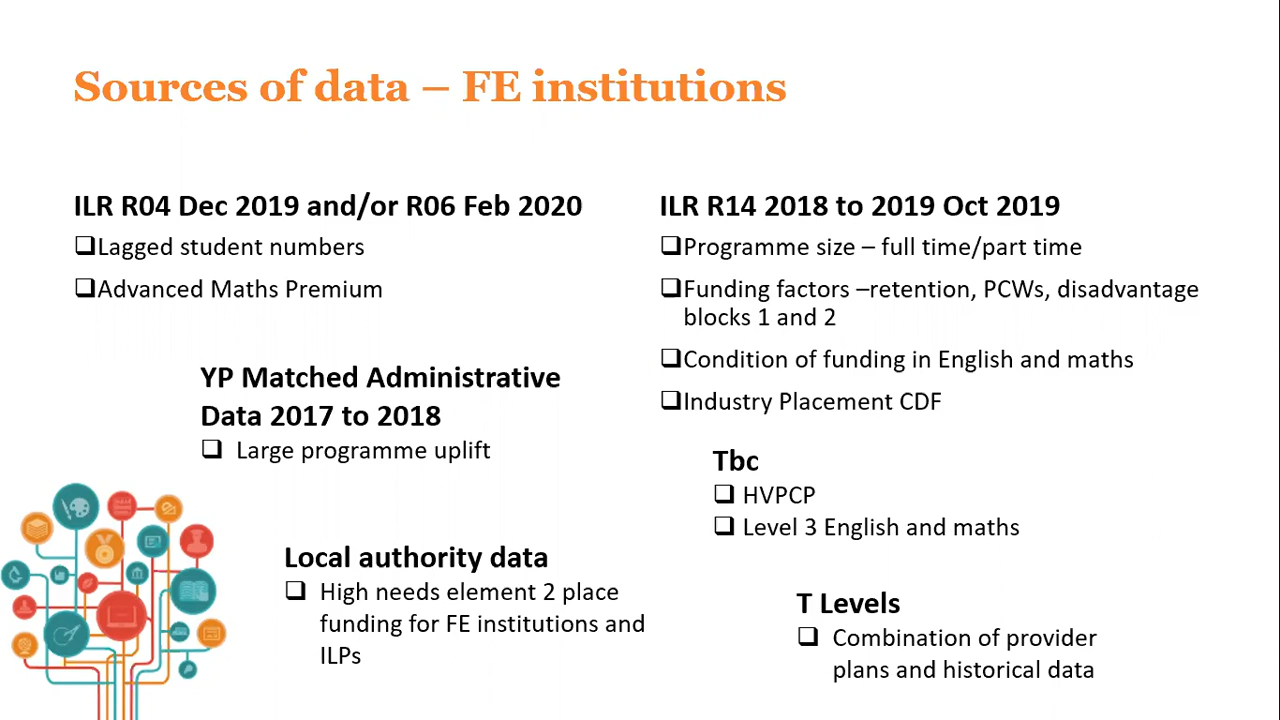 Sources of data – FE institutions
ILR R04 Dec 2019 and/or R06 Feb 2020
❑Lagged student numbers
❑Advanced Maths Premium
YP Matched Administrative
Data 2017 to 2018
❑ Large programme uplift
Local authority data
❑ High needs element 2 place
funding for FE institutions and
ILPs
ILR R14 2018 to 2019 Oct 2019
❑Programme size – full time/part time
❑Funding factors –retention, PCWs, disadvantage
blocks 1 and 2
❑Condition of funding in English and maths
❑Industry Placement CDF
Tbc
❑ HVPCP
❑ Level 3 English and maths
T Levels
❑ Combination of provider
plans and historical data